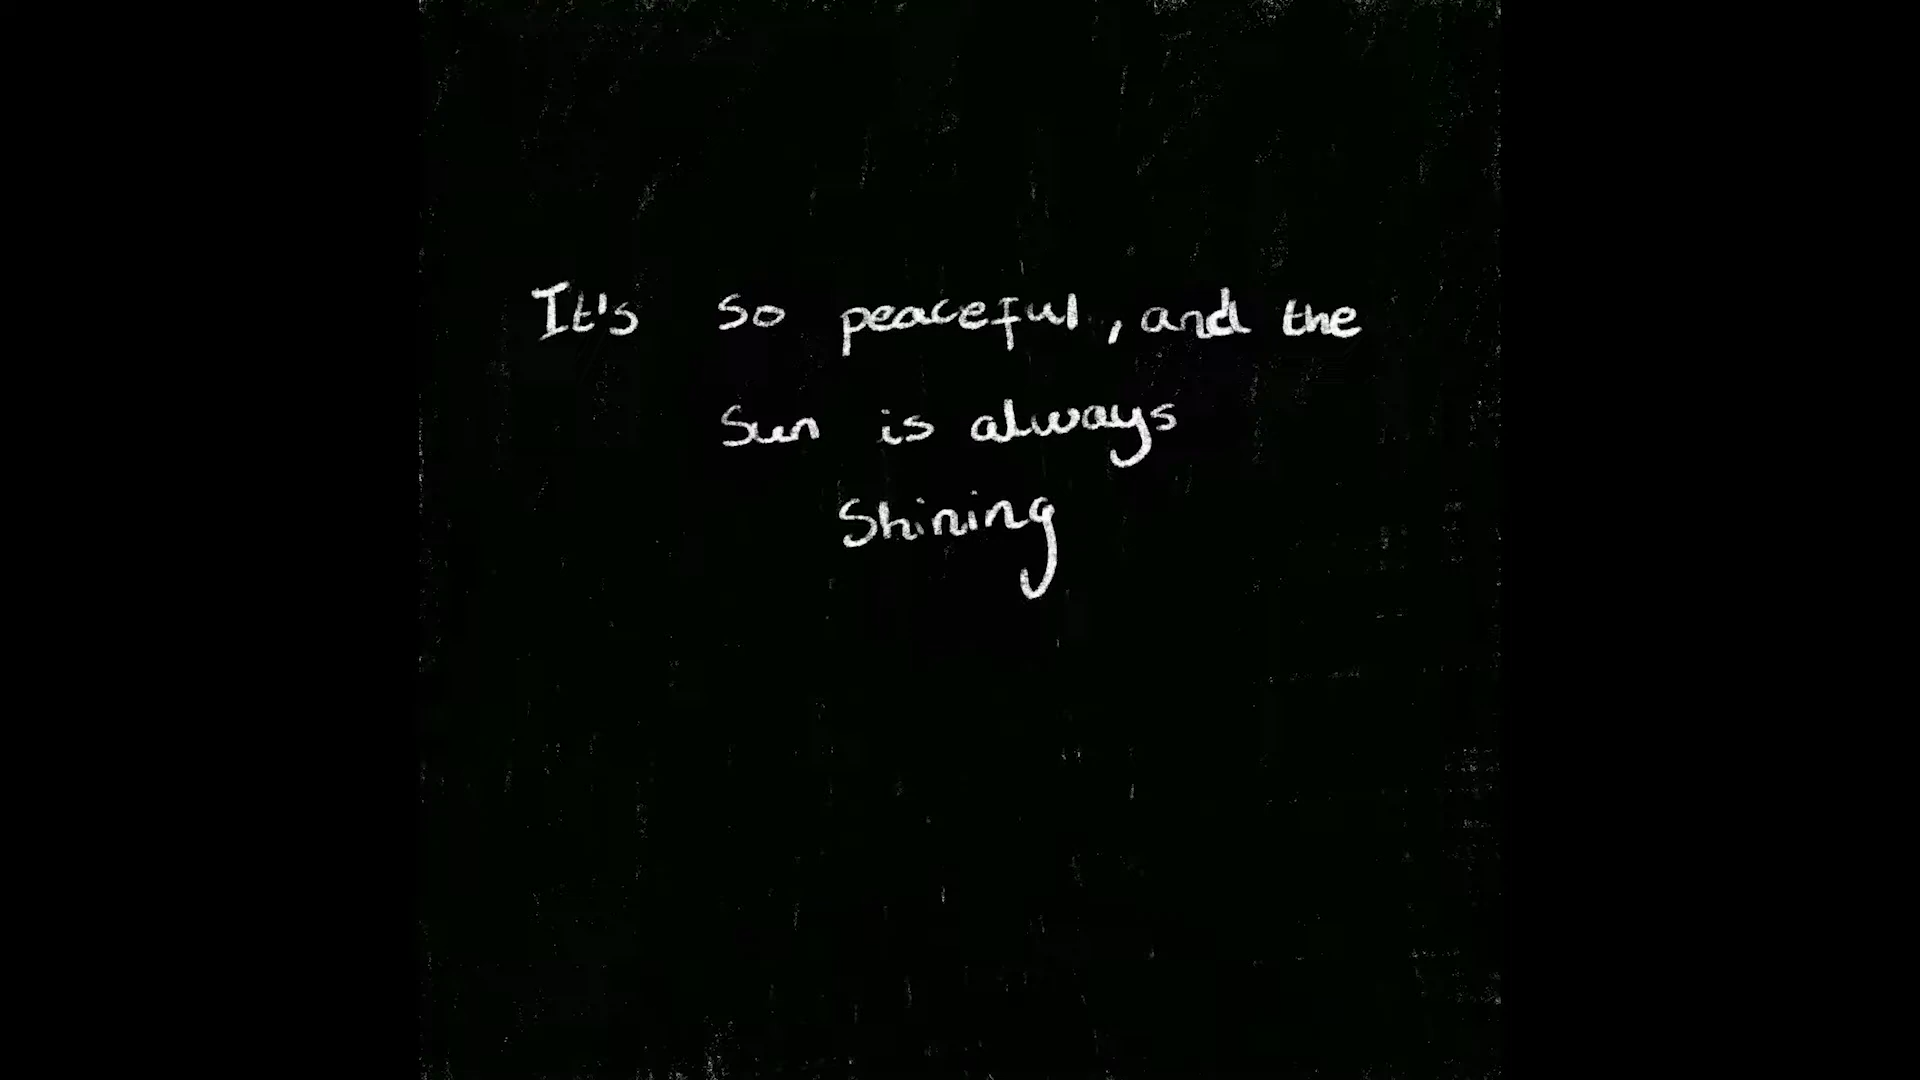 It's so peaceful, and the
Sun is always
Shining